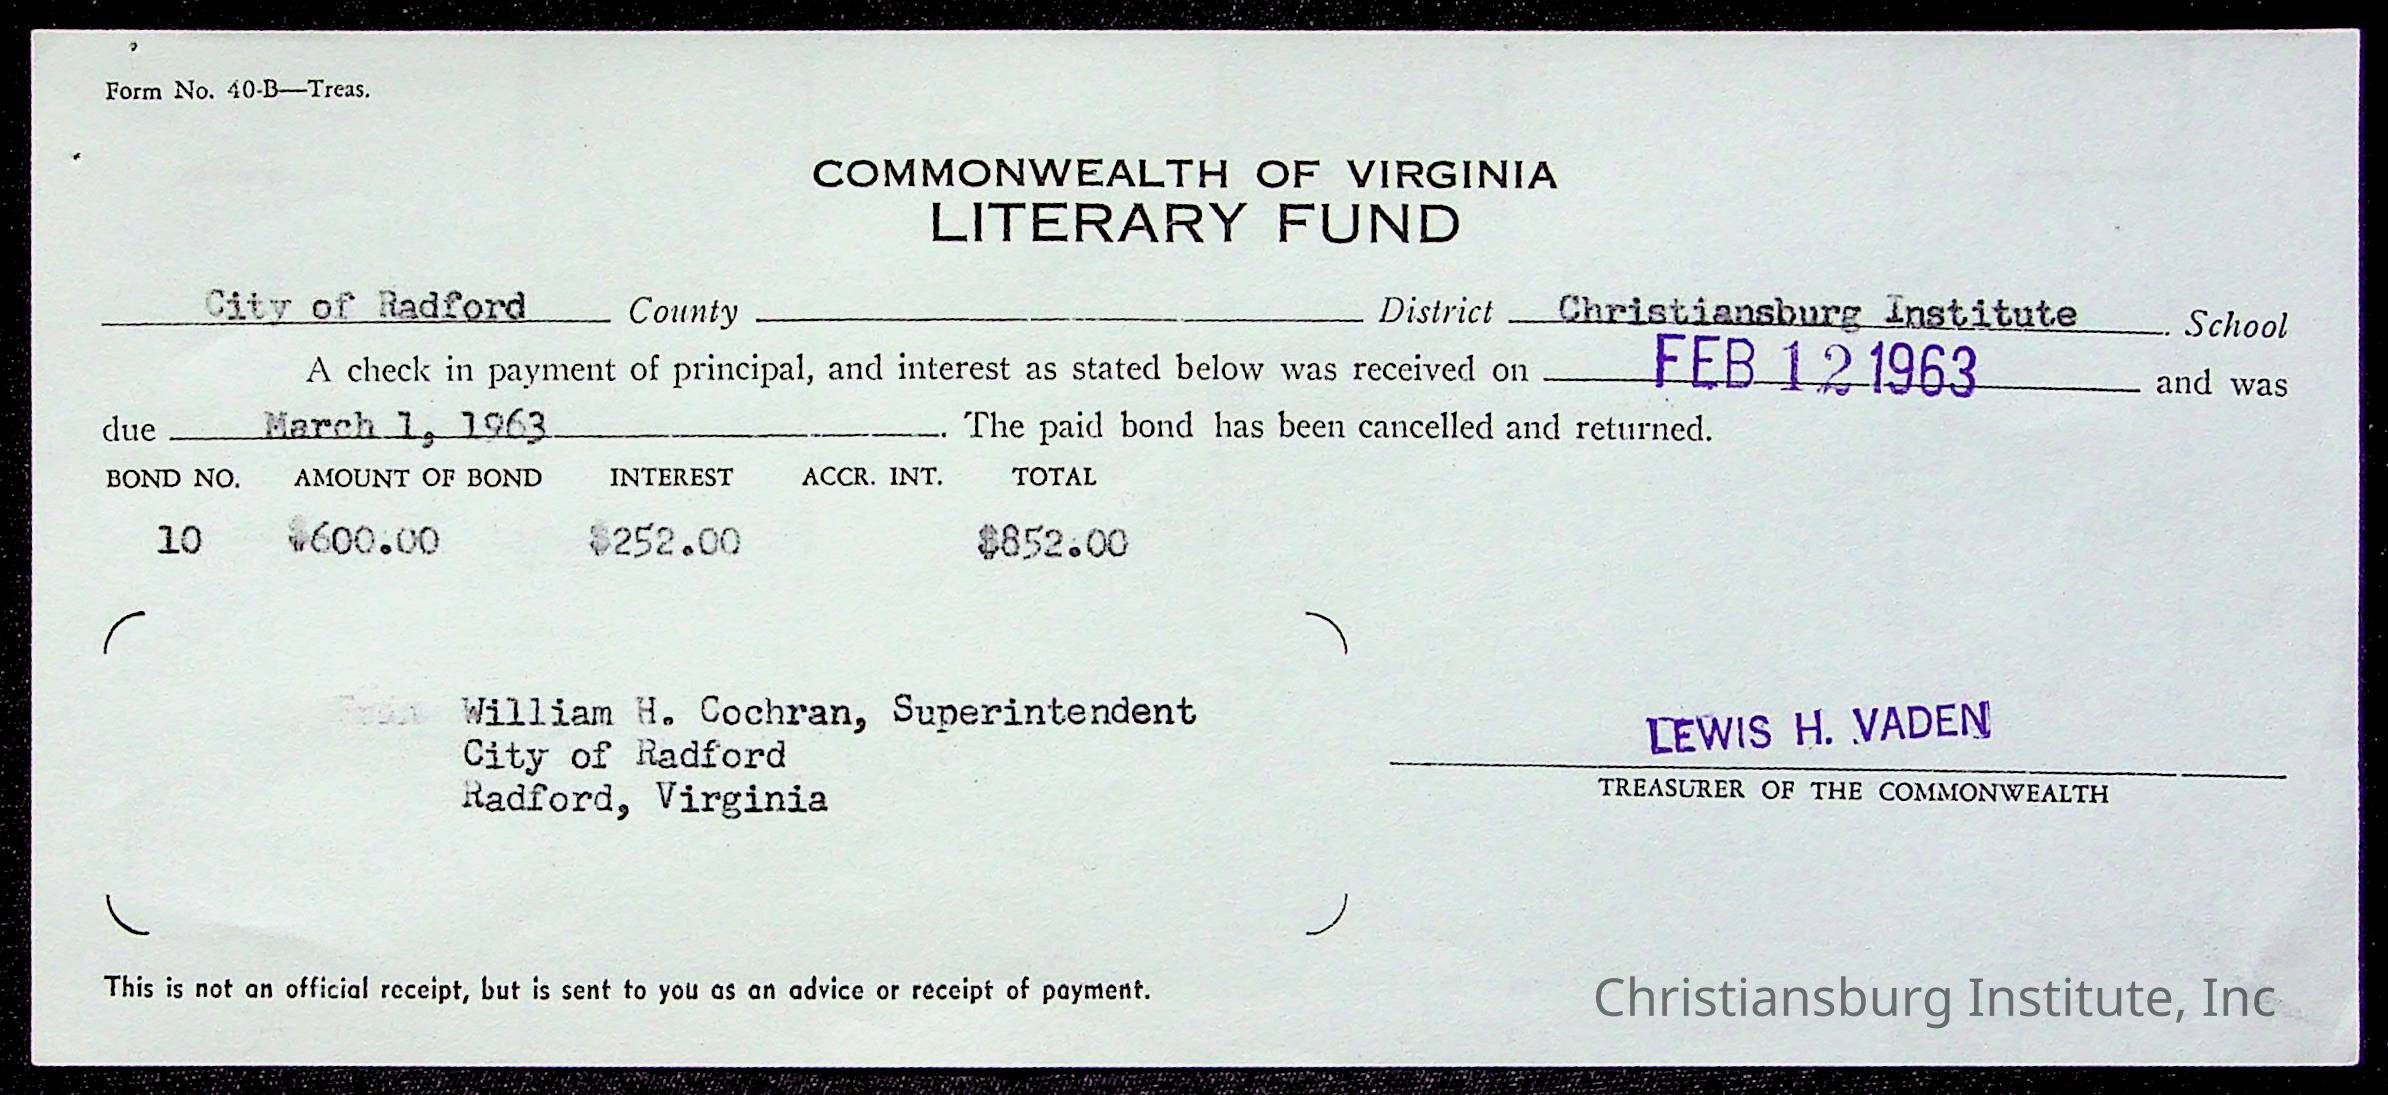 Form No. 40-B—Treas.
COMMONWEALTH OF VIRGINIA
LITERARY FUND
City of Radford County District Christiansburg Institute. School
A check in payment of principal, and interest as stated below was received on FEB 12 1963 and was
due March 1, 1963. The paid bond has been cancelled and returned.
BOND NO. AMOUNT OF BOND INTEREST ACCR. INT. TOTAL
10 $600.00 $252.00 $852.00
William H. Cochran, Superintendent
City of Radford
Radford, Virginia
LEWIS H. VADEN
TREASURER OF THE COMMONWEALTH
This is not an official receipt, but is sent to you as an advice or receipt of payment.
Christiansburg Institute, Inc